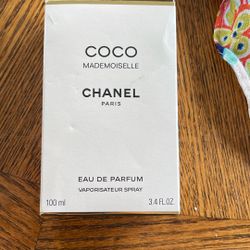 COCO
MADEMOISELLE
CHANEL
PARIS
EAU DE PARFUM
VAPORISATEUR SPRAY
100 ml 3.4 FL.OZ.